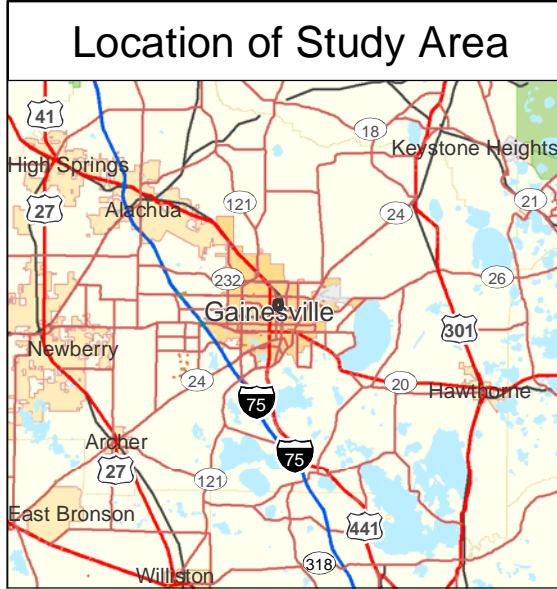 Location of Study Area
41
18
Keystone Heights
High Springs
27
Alachua
121
21
24
232
26
Gainesville
301
Newberry
24
20
Hawthorne
75
Archer
75
27
121
East Bronson
441
318
Williston